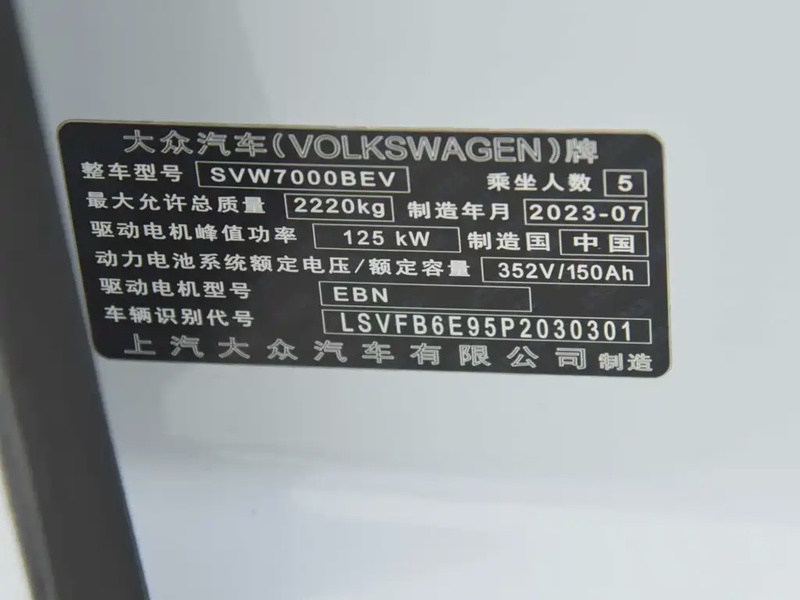 大众汽车(VOLKSWAGEN)牌
整车型号 SVW7000BEV 乘坐人数 5
最大允许总质量 2220kg 制造年月 2023-07
驱动电机峰值功率 125 kW 制造国 中国
动力电池系统额定电压/额定容量 352V/150Ah
驱动电机型号 EBN
车辆识别代号 LSVFB6E95P2030301
上汽大众汽车有限公司 制造